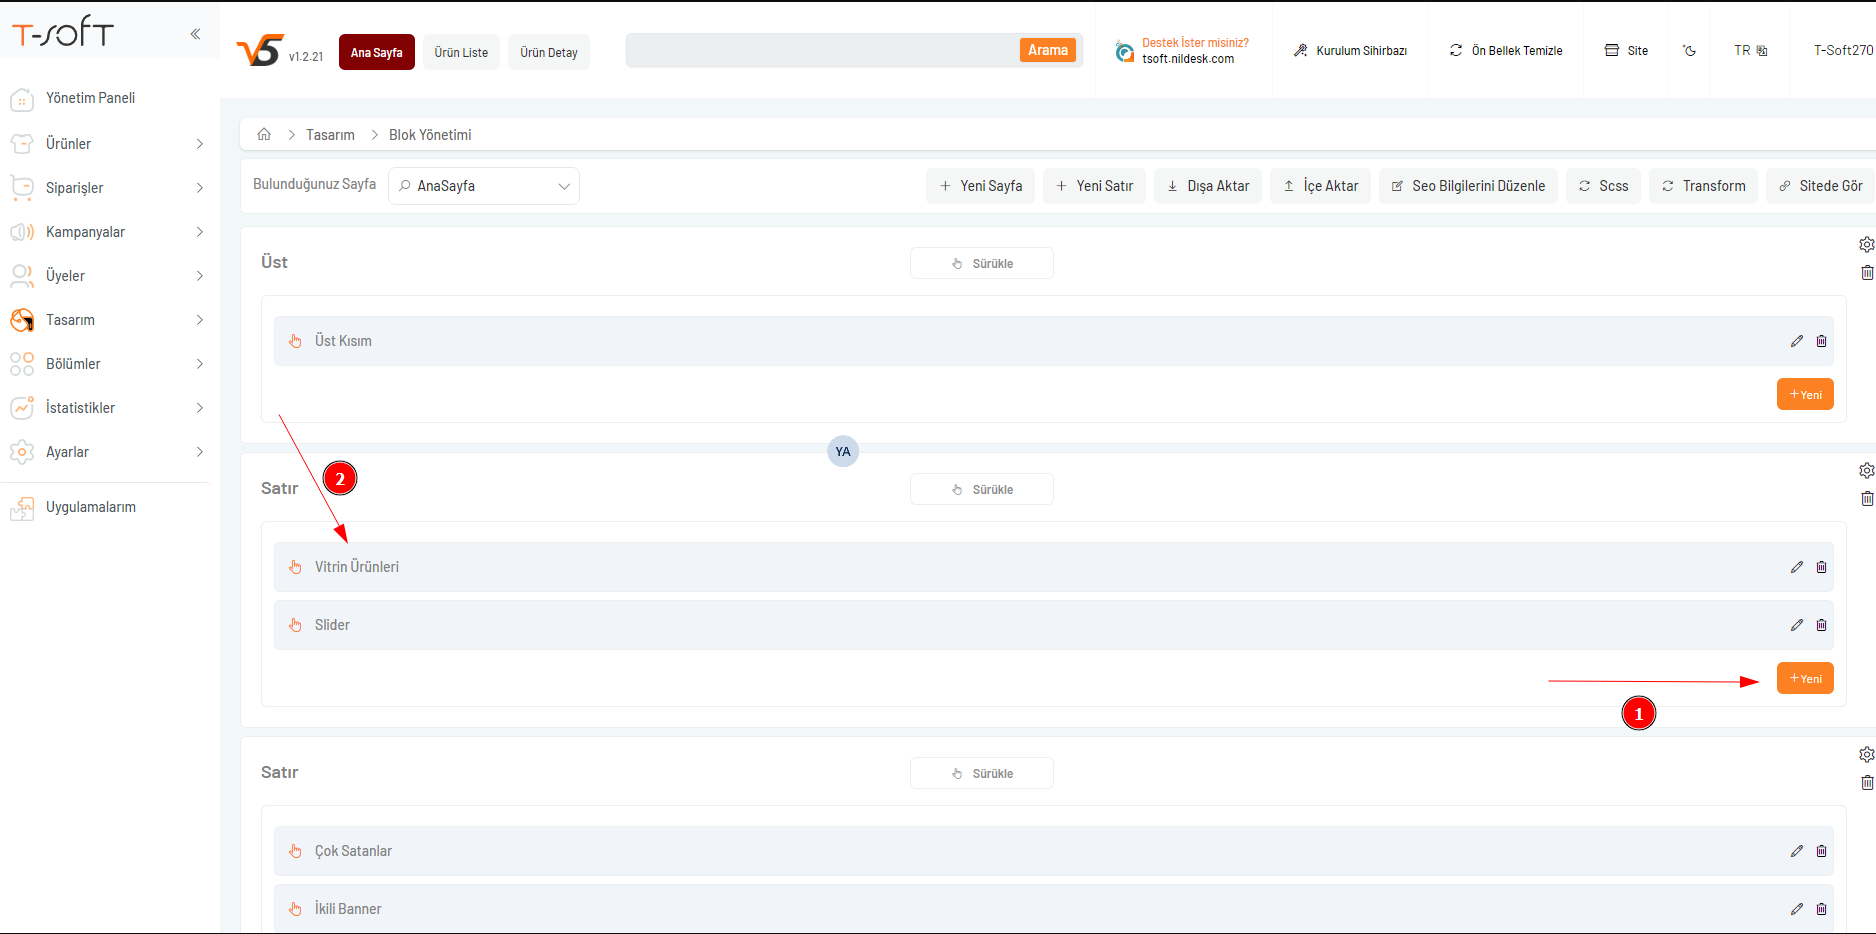 T-SOFT
«
V5 v1.2.21
Ana Sayfa
Ürün Liste
Ürün Detay
Arama
Destek İster misiniz?
tsoft.nildesk.com
Kurulum Sihirbazı
Ön Bellek Temizle
Site
TR
T-Soft270
Yönetim Paneli
Ürünler
Siparişler
Kampanyalar
Üyeler
Tasarım
Bölümler
İstatistikler
Ayarlar
Uygulamalarım
Tasarım > Blok Yönetimi
Bulunduğunuz Sayfa
AnaSayfa
+ Yeni Sayfa
+ Yeni Satır
Dışa Aktar
İçe Aktar
Seo Bilgilerini Düzenle
Scss
Transform
Sitede Gör
Üst
Sürükle
Üst Kısım
+Yeni
YA
Satır
2
Sürükle
Vitrin Ürünleri
Slider
+Yeni
1
Satır
Sürükle
Çok Satanlar
İkili Banner